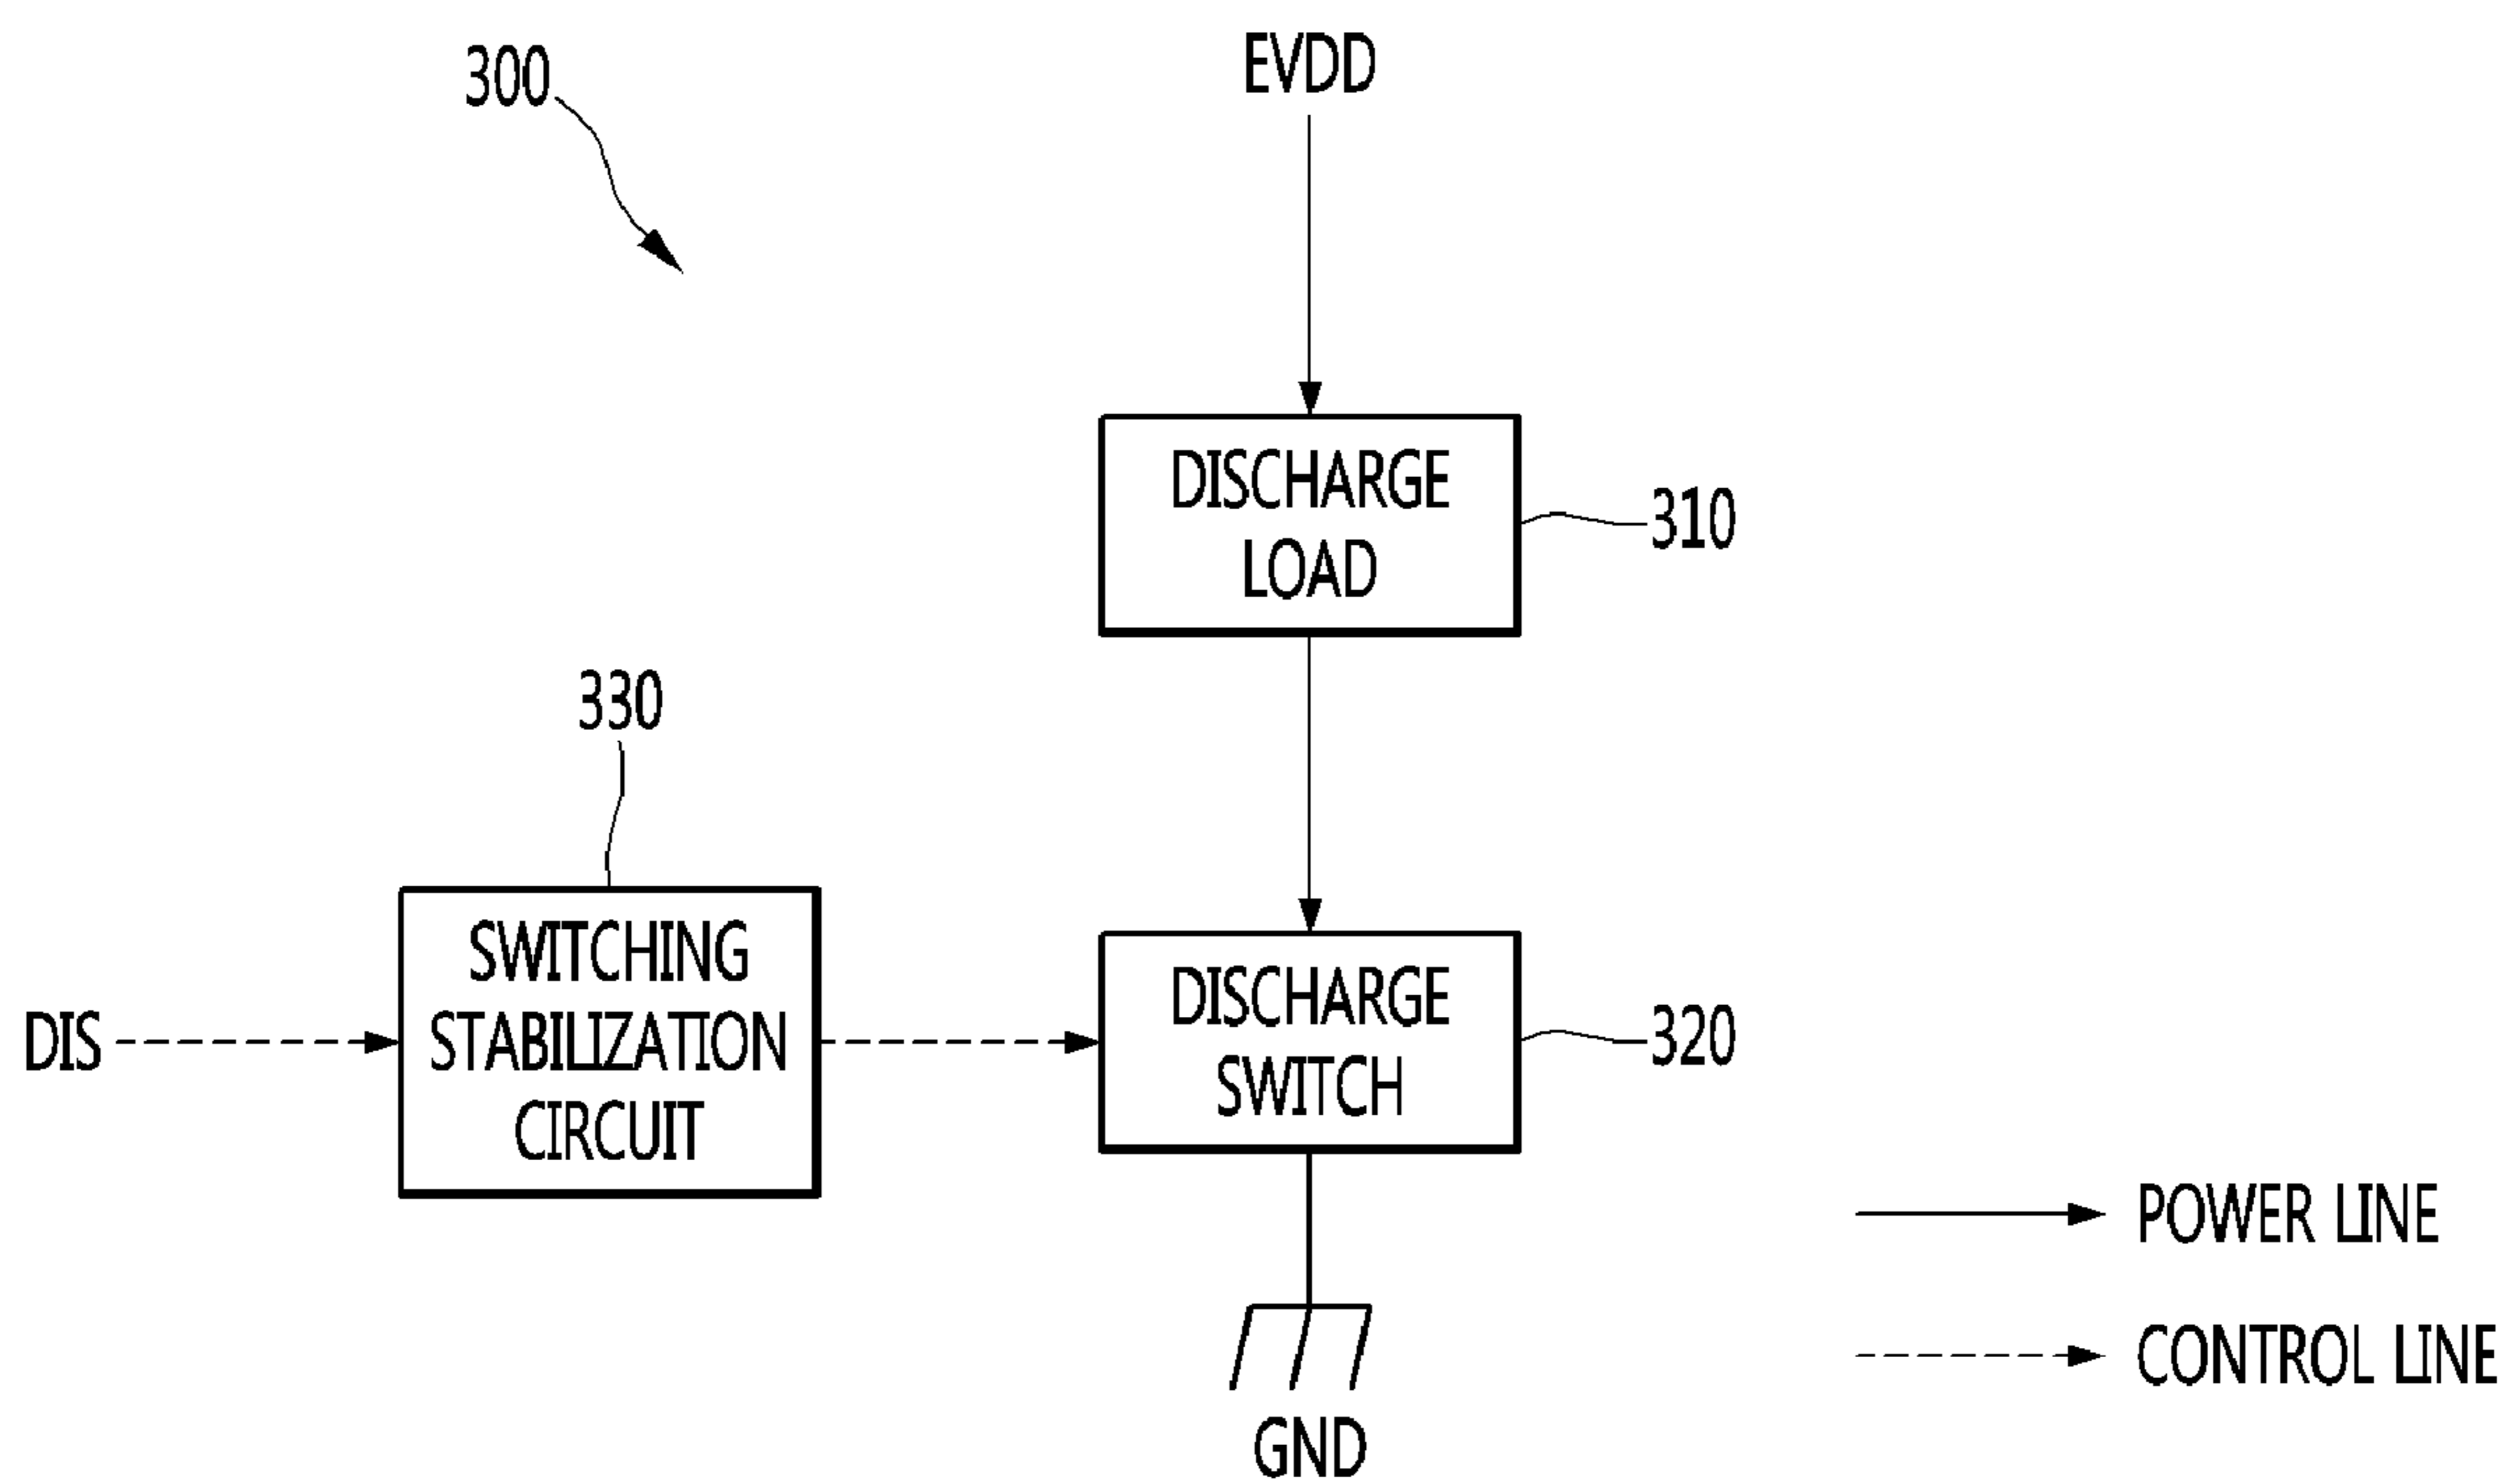 300
EVDD
DISCHARGE
LOAD
310
330
SWITCHING
STABILIZATION
CIRCUIT
DIS
DISCHARGE
SWITCH
320
POWER LINE
CONTROL LINE
GND